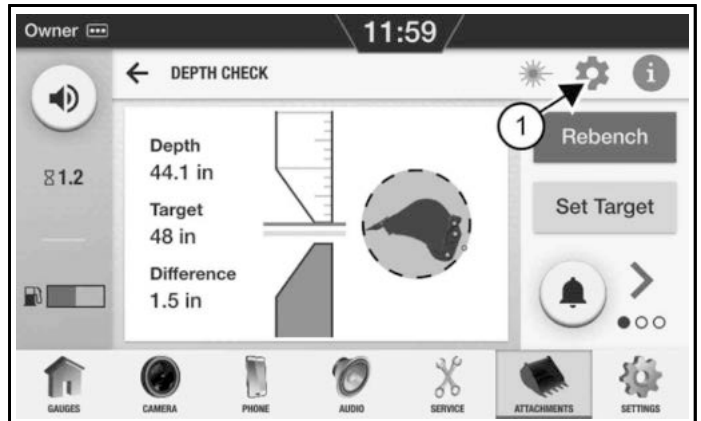 Owner
11:59
DEPTH CHECK
i
1
Rebench
Depth
44.1 in
1.2
Target
48 in
Set Target
Difference
1.5 in
GAUGES
CAMERA
PHONE
AUDIO
SERVICE
ATTACHMENTS
SETTINGS